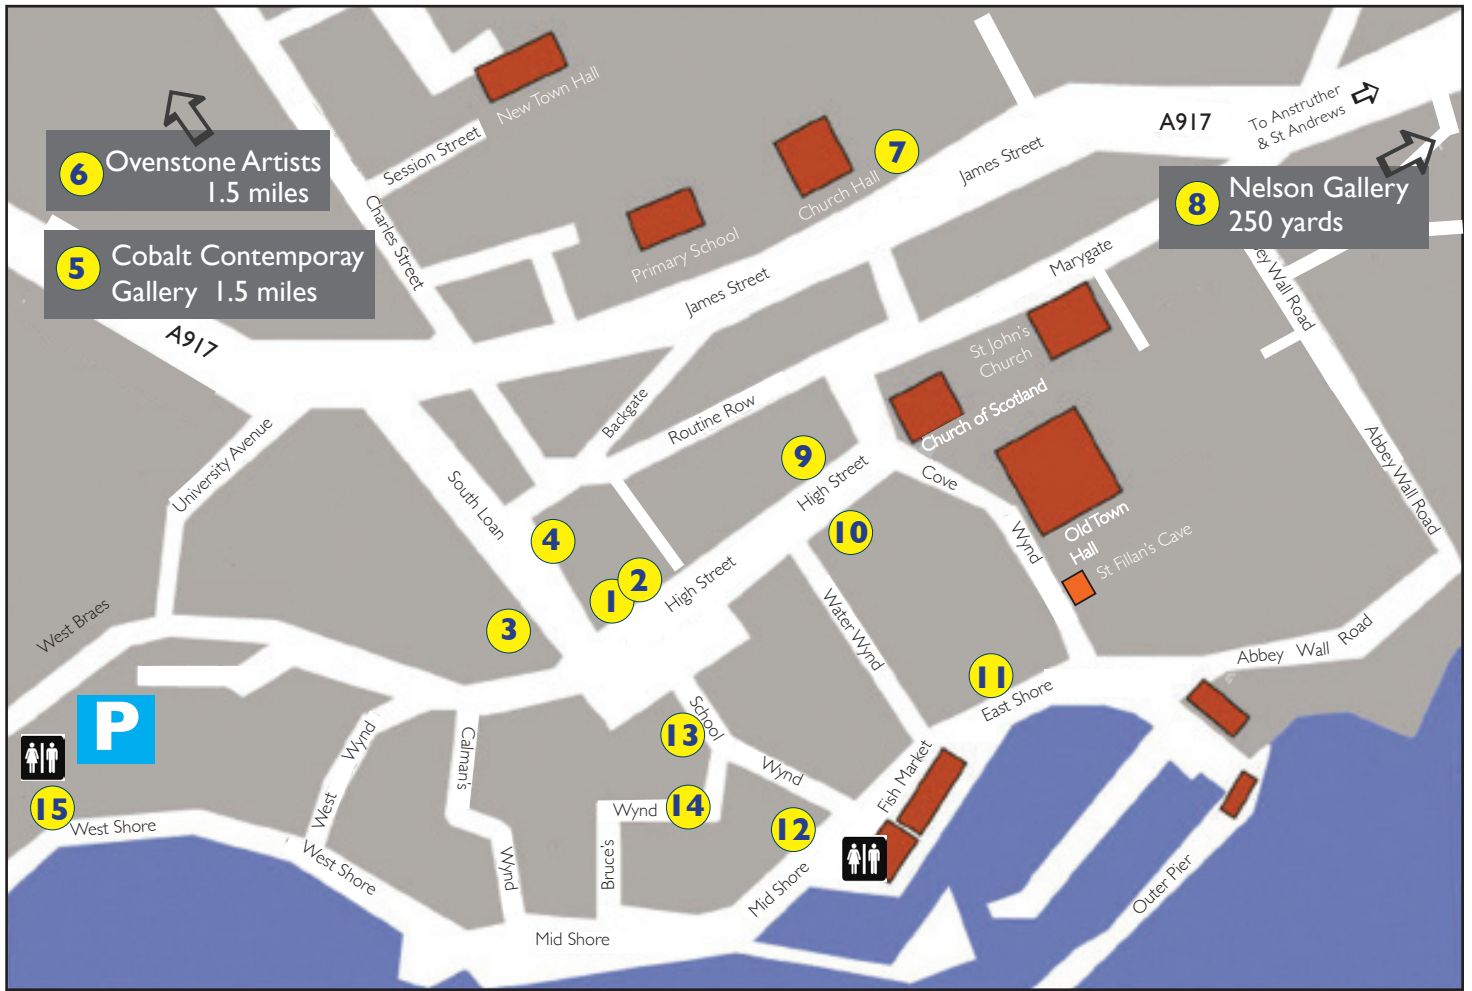 New Town Hall
Session Street
6 Ovenstone Artists
1.5 miles
5 Cobalt Contemporay
Gallery 1.5 miles
Charles Street
A917
Primary School
Church Hall
7
James Street
James Street
A917
To Anstruther
& St Andrews
8 Nelson Gallery
250 yards
Marygate
ey Wall Road
St John's
Church
Church of Scotland
Abbey Wall Road
Backgate
Routine Row
University Avenue
South Loan
9
High Street
Cove
Wynd
Old Town
Hall
St Fillan's Cave
4
10
1
2
High Street
3
West Braes
Water Wynd
11
East Shore
Abbey Wall Road
P
School
Wynd
13
West
Wynd
Calman's
Wynd
Fish Market
15
West Shore
West Shore
Wynd
14
Bruce's
12
Mid Shore
Mid Shore
Outer Pier